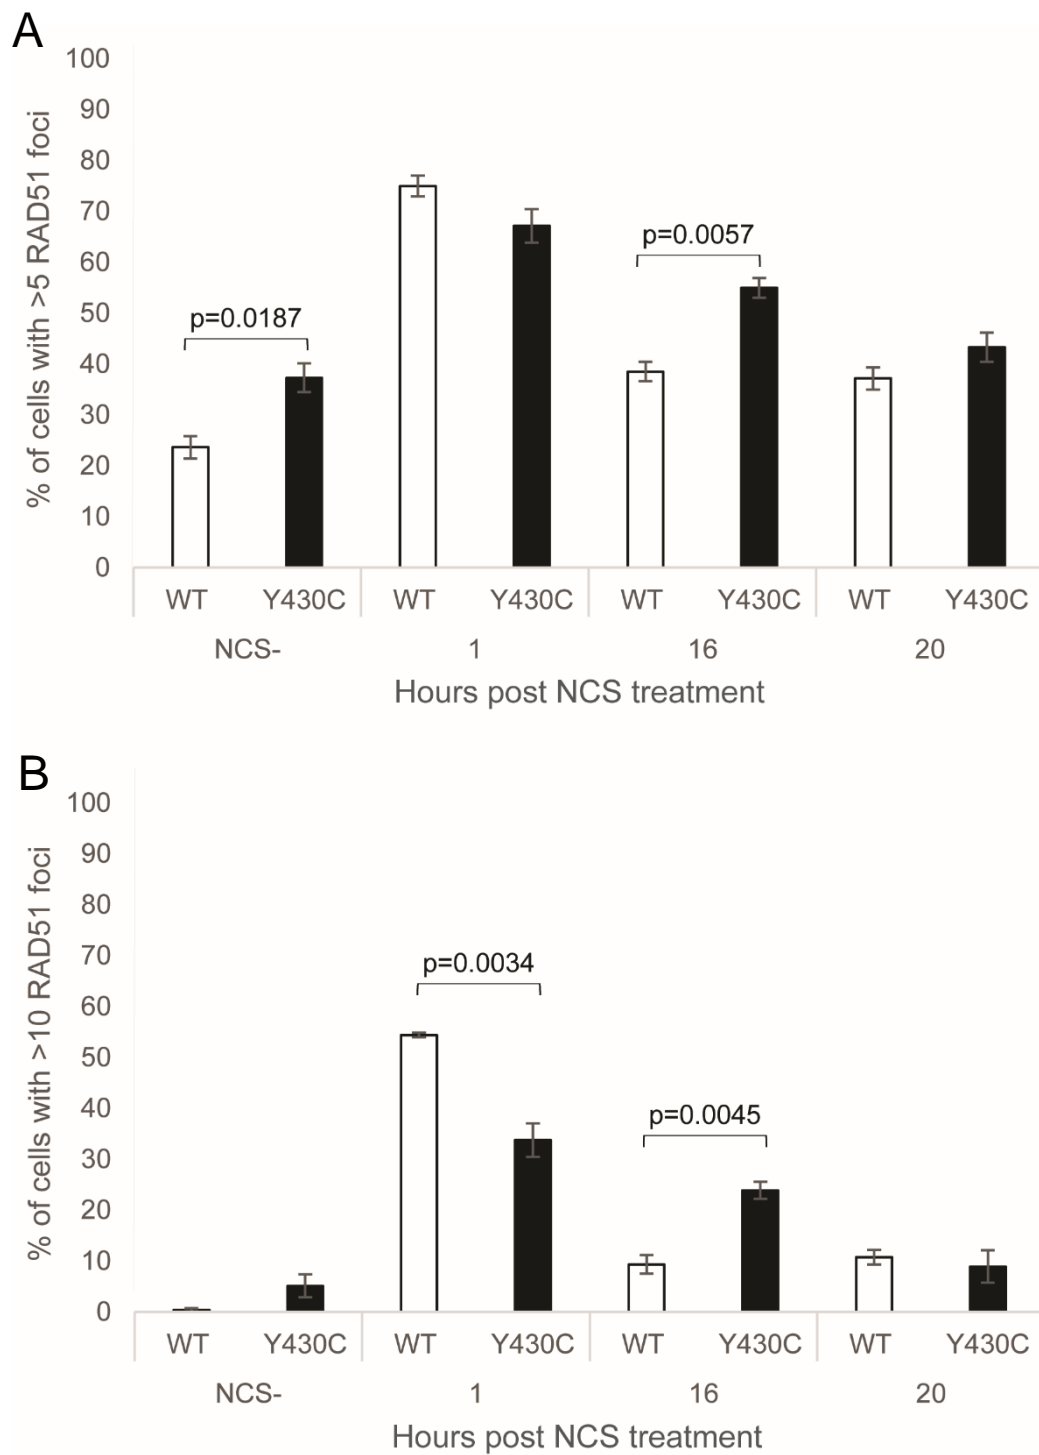 A
% of cells with >5 RAD51 foci
100
90
80
70
60
50
40
30
20
10
0
p=0.0187
p=0.0057
WT Y430C WT Y430C WT Y430C WT Y430C
NCS- 1 16 20
Hours post NCS treatment
B
% of cells with >10 RAD51 foci
100
90
80
70
60
50
40
30
20
10
0
p=0.0034
p=0.0045
WT Y430C WT Y430C WT Y430C WT Y430C
NCS- 1 16 20
Hours post NCS treatment